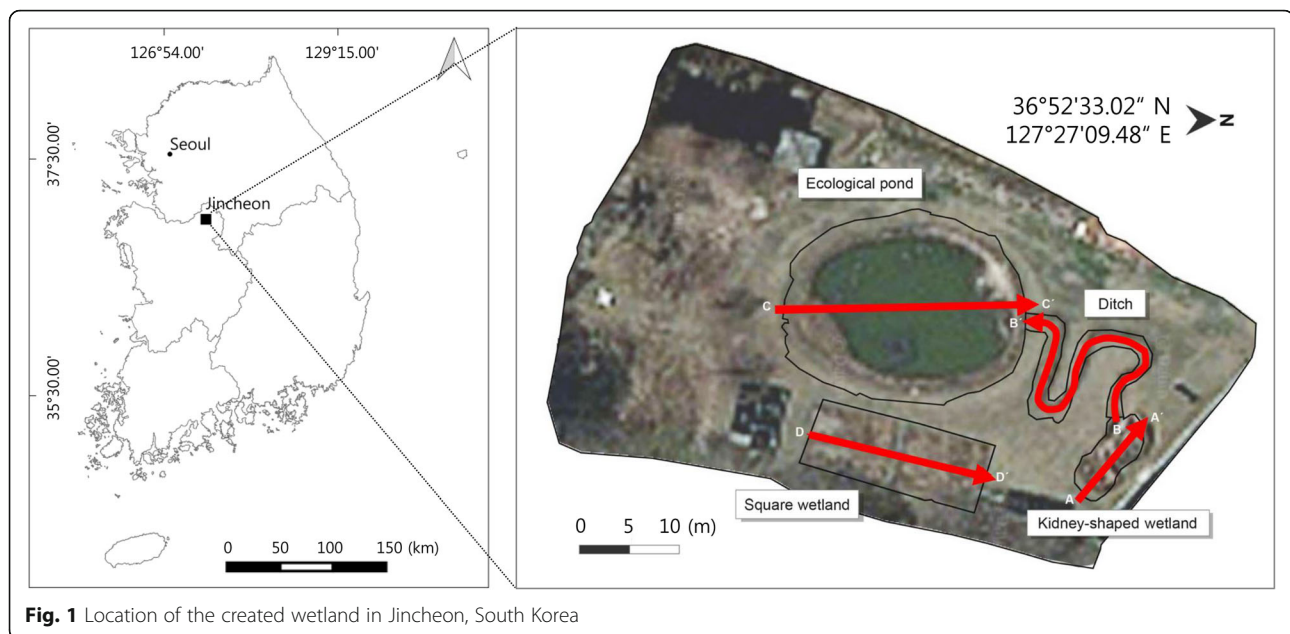 126°54.00' 129°15.00'
37°30.00'
35°30.00'
Seoul
Jincheon
0 50 100 150 (km)
36°52'33.02" N
127°27'09.48" E
N
Ecological pond
C C´
B´
Ditch
B A´
D
D´
A
Square wetland
Kidney-shaped wetland
0 5 10 (m)
Fig. 1 Location of the created wetland in Jincheon, South Korea